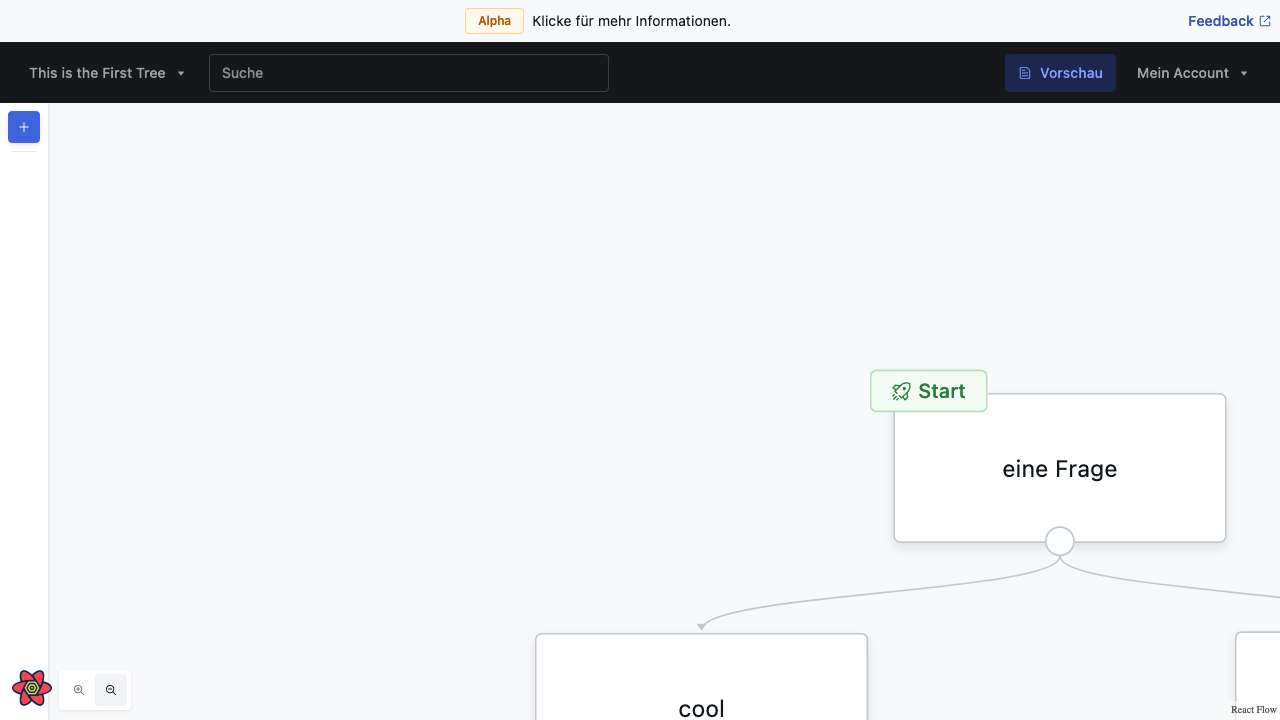 Alpha Klicke für mehr Informationen.
Feedback
This is the First Tree
Suche
Vorschau
Mein Account
Start
eine Frage
cool
React Flow